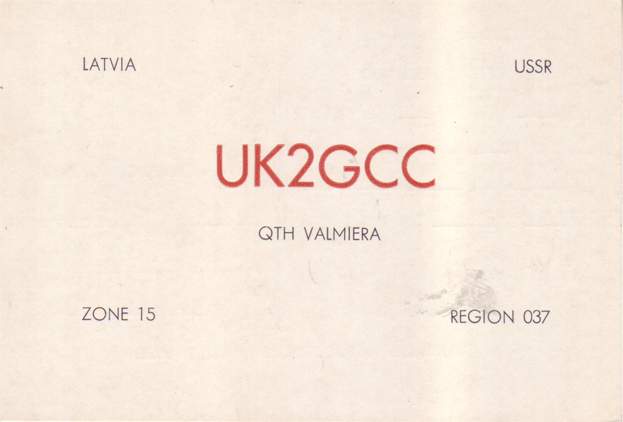 LATVIA
USSR
UK2GCC
QTH VALMIERA
ZONE 15
REGION 037